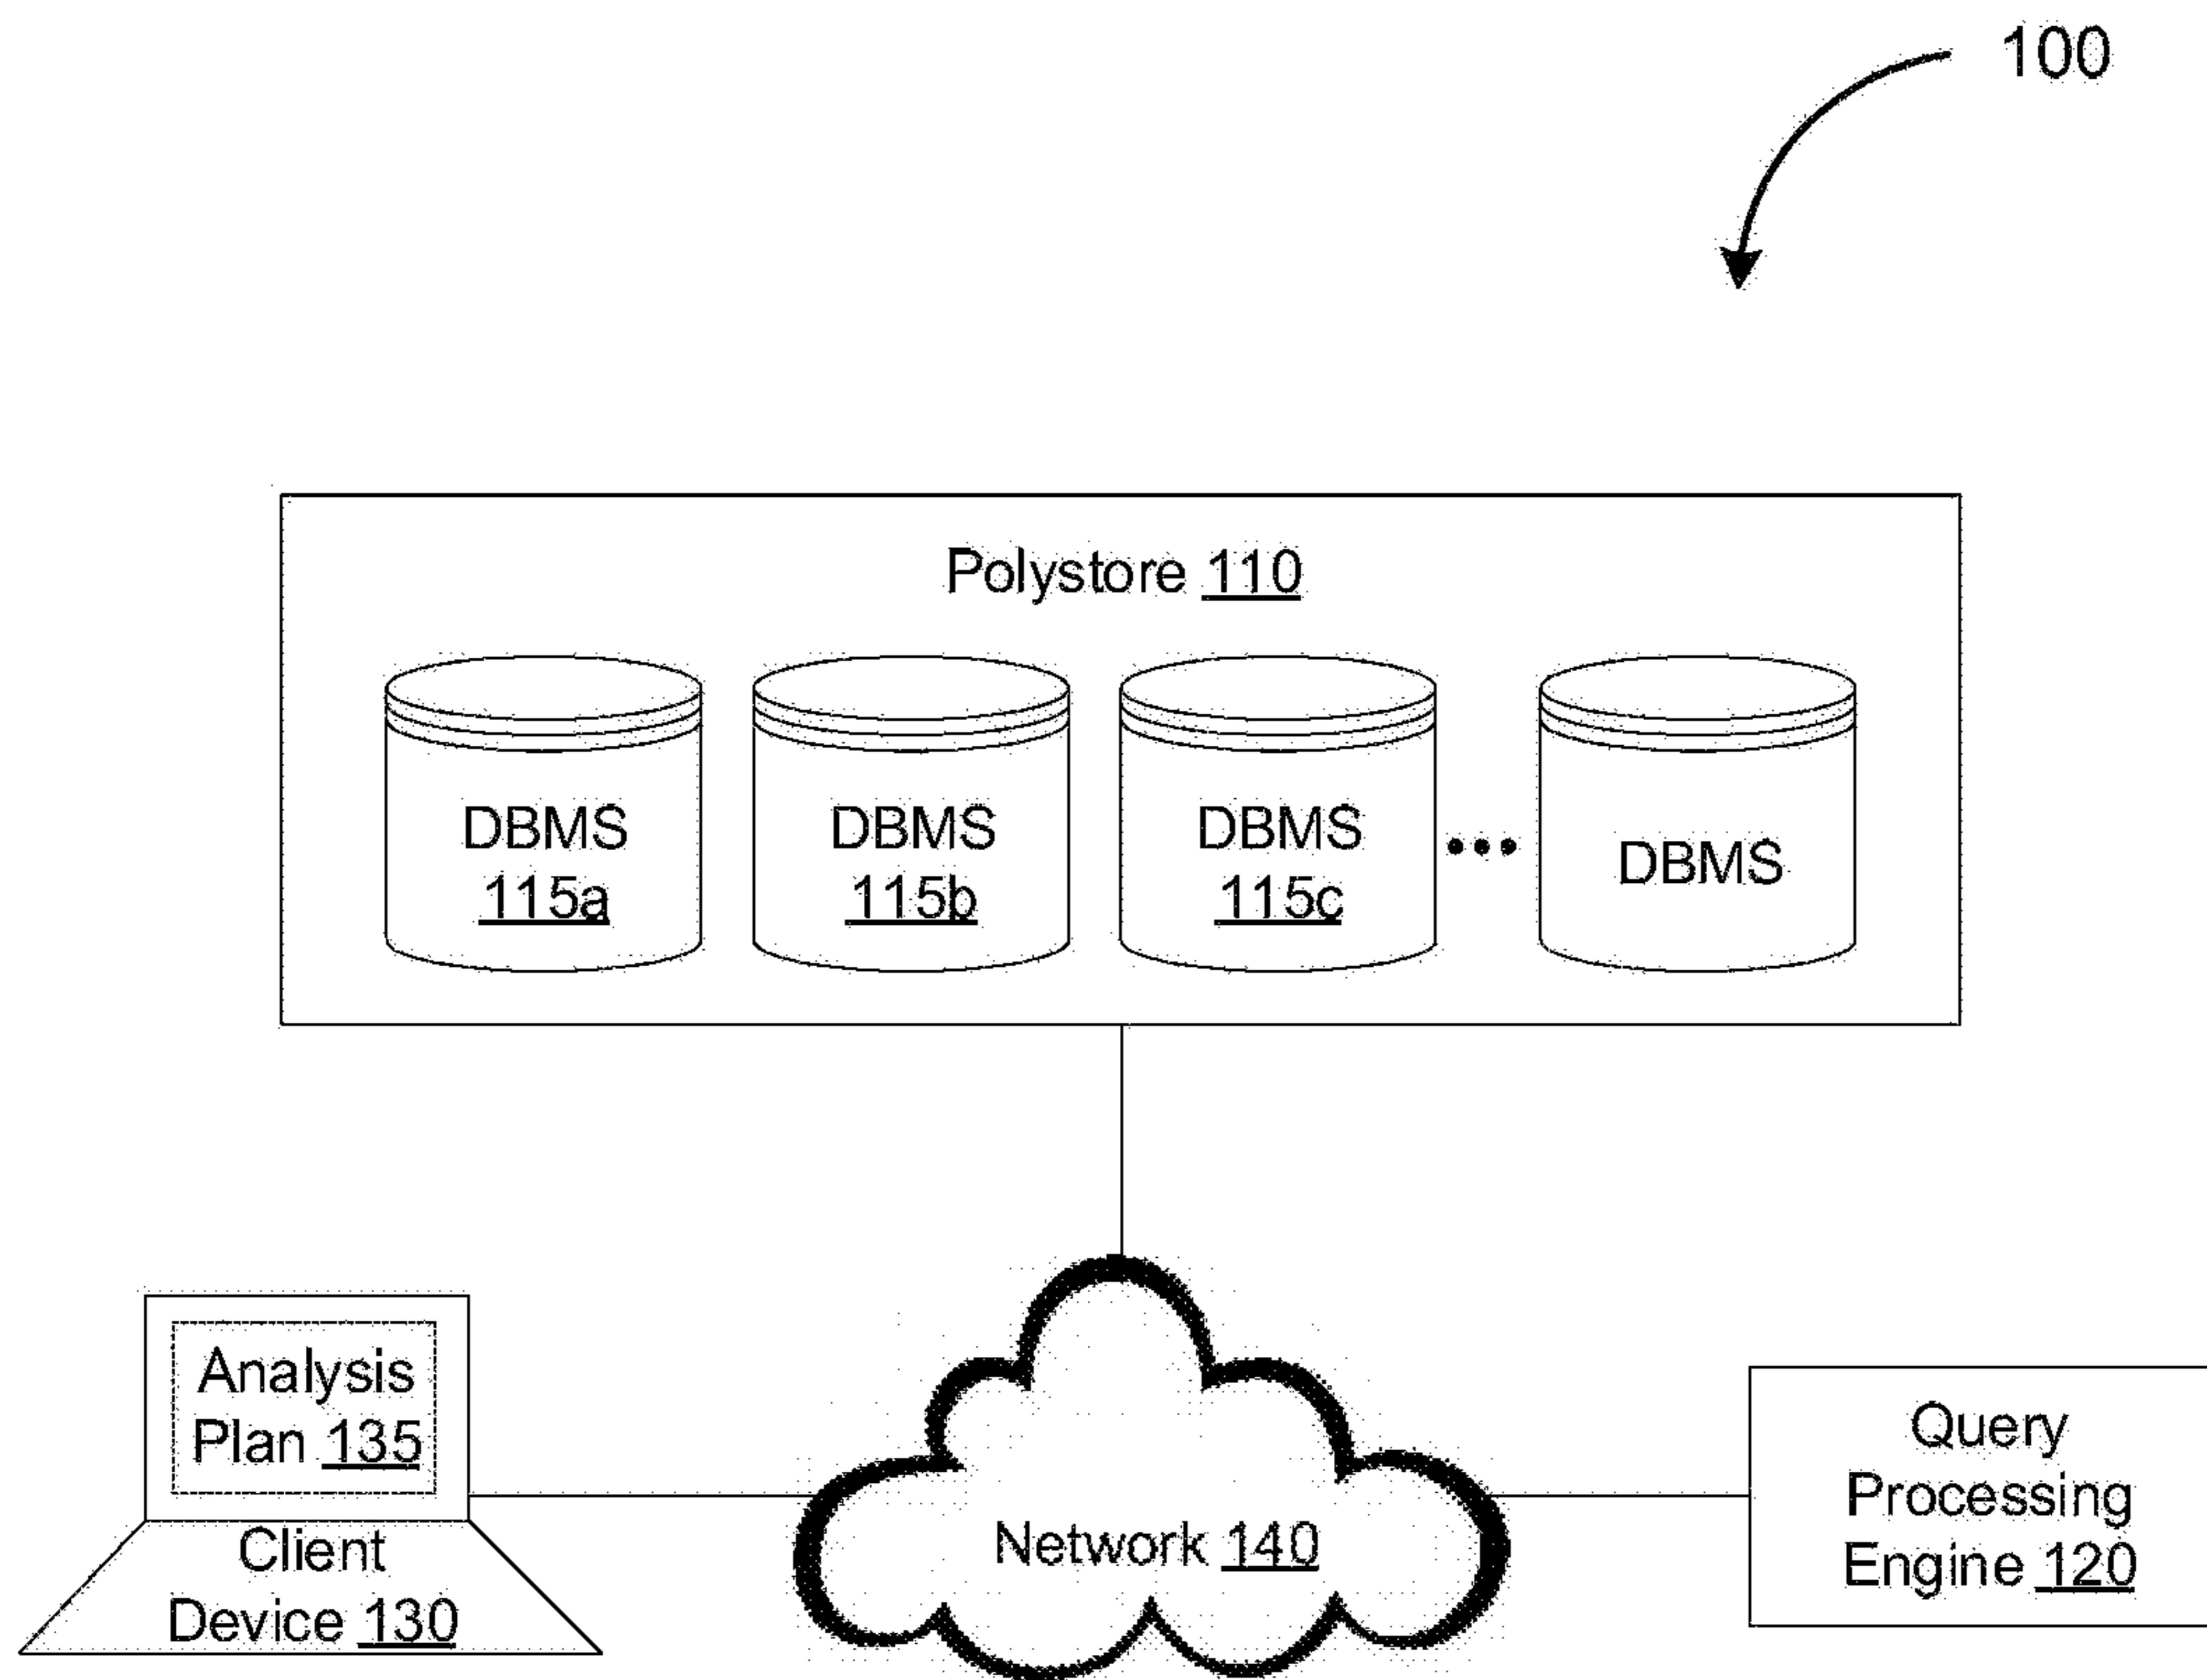 100
Polystore 110
DBMS
115a
DBMS
115b
DBMS
115c
DBMS
Analysis
Plan 135
Client
Device 130
Network 140
Query
Processing
Engine 120